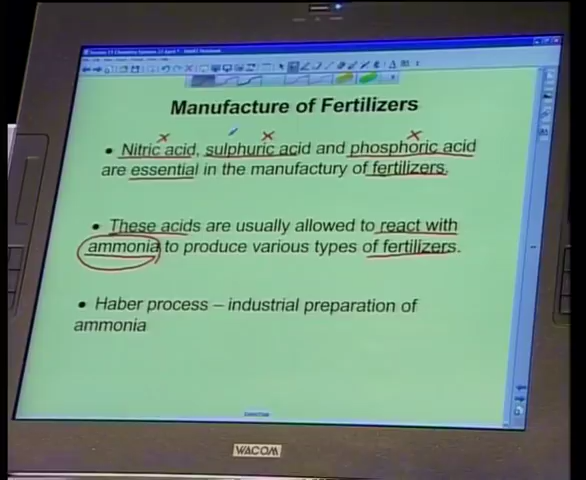 Manufacture of Fertilizers
• Nitric acid, sulphuric acid and phosphoric acid
are essential in the manufactury of fertilizers.
• These acids are usually allowed to react with
ammonia to produce various types of fertilizers.
• Haber process – industrial preparation of
ammonia
WACOM